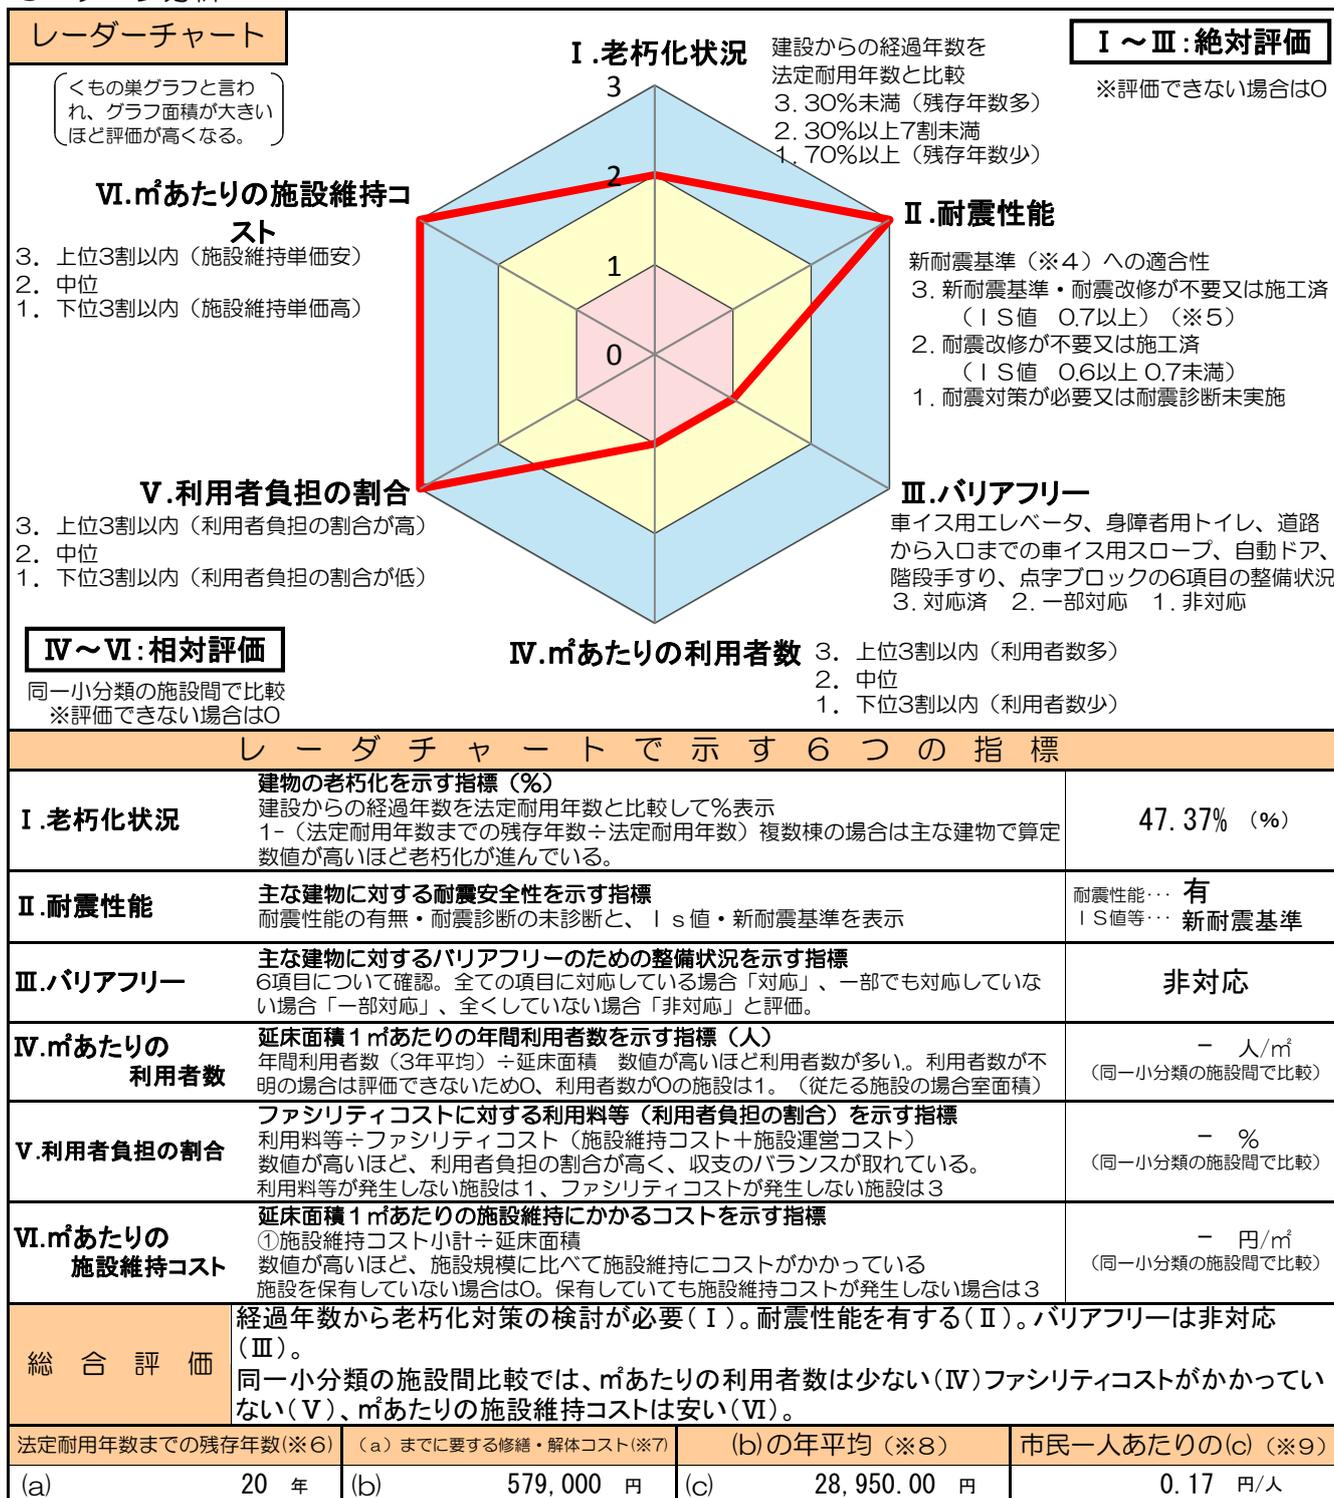 レーダーチャート
くもの巣グラフと言わ
れ、グラフ面積が大きい
ほど評価が高くなる。
Ⅰ.老朽化状況
建設からの経過年数を
法定耐用年数と比較
3．30％未満（残存年数多）
2．30％以上7割未満
1．70％以上（残存年数少）
Ⅰ～Ⅲ：絶対評価
※評価できない場合は0
3
2
1
0
Ⅵ.㎡あたりの施設維持コ
スト
3．上位3割以内（施設維持単価安）
2．中位
1．下位3割以内（施設維持単価高）
Ⅱ.耐震性能
新耐震基準（※4）への適合性
3．新耐震基準・耐震改修が不要又は施工済
（ＩＳ値　0.7以上）（※5）
2．耐震改修が不要又は施工済
（ＩＳ値　0.6以上 0.7未満）
1．耐震対策が必要又は耐震診断未実施
Ⅴ.利用者負担の割合
3．上位3割以内（利用者負担の割合が高）
2．中位
1．下位3割以内（利用者負担の割合が低）
Ⅲ.バリアフリー
車イス用エレベータ、身障者用トイレ、道路
から入口までの車イス用スロープ、自動ドア、
階段手すり、点字ブロックの6項目の整備状況
3．対応済　2．一部対応　1．非対応
Ⅳ～Ⅵ：相対評価
同一小分類の施設間で比較
※評価できない場合は0
Ⅳ.㎡あたりの利用者数
3．上位3割以内（利用者数多）
2．中位
1．下位3割以内（利用者数少）
レーダチャートで示す6つの指標
Ⅰ.老朽化状況
建物の老朽化を示す指標（％）
建設からの経過年数を法定耐用年数と比較して％表示
1-（法定耐用年数までの残存年数÷法定耐用年数）複数棟の場合は主な建物で算定
数値が高いほど老朽化が進んでいる。
47.37%（％）
Ⅱ.耐震性能
主な建物に対する耐震安全性を示す指標
耐震性能の有無・耐震診断の未診断と、Ｉｓ値・新耐震基準を表示
耐震性能･･･ 有
ＩＳ値等･･･ 新耐震基準
Ⅲ.バリアフリー
主な建物に対するバリアフリーのための整備状況を示す指標
6項目について確認。全ての項目に対応している場合「対応」、一部でも対応していな
い場合「一部対応」、全くしていない場合「非対応」と評価。
非対応
Ⅳ.㎡あたりの
利用者数
延床面積１㎡あたりの年間利用者数を示す指標（人）
年間利用者数（3年平均）÷延床面積　数値が高いほど利用者数が多い。利用者数が不
明の場合は評価できないため0、利用者数が0の施設は1。（従たる施設の場合室面積）
－　人/㎡
（同一小分類の施設間で比較）
Ⅴ.利用者負担の割合
ファシリティコストに対する利用料等（利用者負担の割合）を示す指標
利用料等÷ファシリティコスト（施設維持コスト＋施設運営コスト）
数値が高いほど、利用者負担の割合が高く、収支のバランスが取れている。
利用料等が発生しない施設は１、ファシリティコストが発生しない施設は３
－　％
（同一小分類の施設間で比較）
Ⅵ.㎡あたりの
施設維持コスト
延床面積１㎡あたりの施設維持にかかるコストを示す指標
①施設維持コスト小計÷延床面積
数値が高いほど、施設規模に比べて施設維持にコストがかかっている
施設を保有していない場合は0。保有していても施設維持コストが発生しない場合は３
－　円/㎡
（同一小分類の施設間で比較）
総合評価
経過年数から老朽化対策の検討が必要（Ⅰ）。耐震性能を有する（Ⅱ）。バリアフリーは非対応
（Ⅲ）。
同一小分類の施設間比較では、㎡あたりの利用者数は少ない（Ⅳ）ファシリティコストがかかってい
ない（Ⅴ）、㎡あたりの施設維持コストは安い（Ⅵ）。
法定耐用年数までの残存年数(※6)
（a）までに要する修繕・解体コスト(※7)
(b)の年平均（※8）
市民一人あたりの(c)（※9）
(a) 20 年
(b) 579,000 円
(c) 28,950.00 円
0.17 円/人